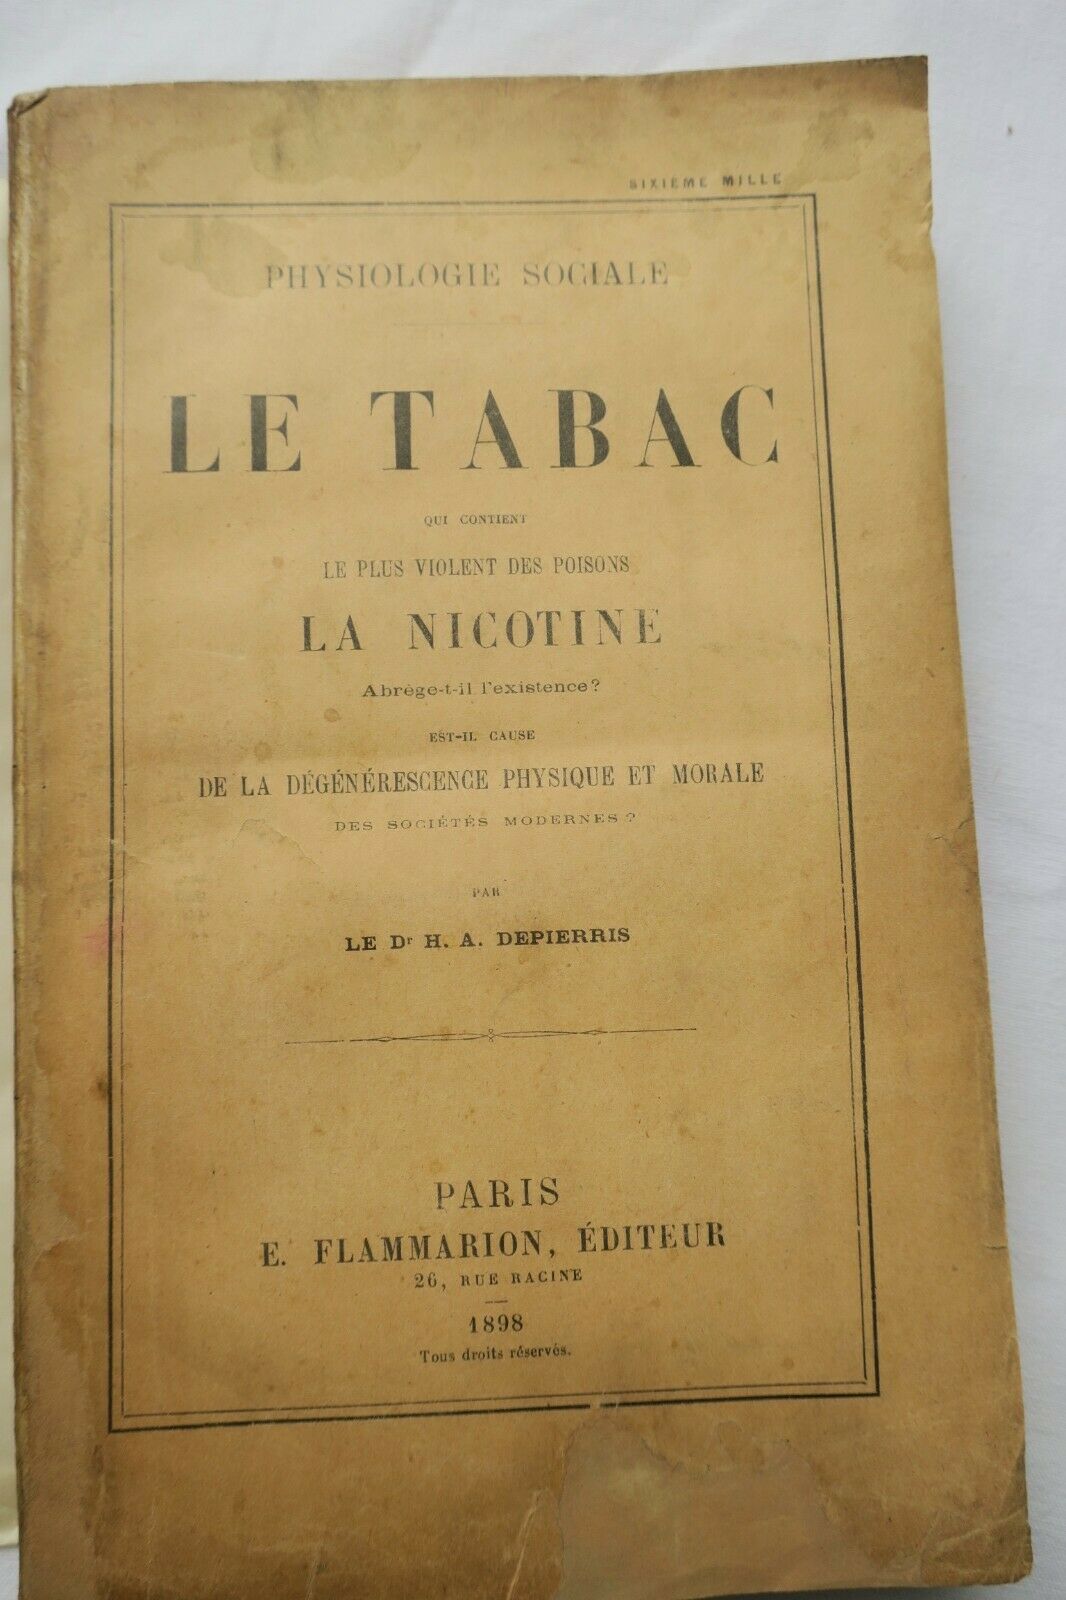 SIXIÈME MILLE
PHYSIOLOGIE SOCIALE
LE TABAC
QUI CONTIENT
LE PLUS VIOLENT DES POISONS
LA NICOTINE
Abrège-t-il l'existence?
EST-IL CAUSE
DE LA DÉGÉNÉRESCENCE PHYSIQUE ET MORALE
DES SOCIÉTÉS MODERNES?
PAR
LE Dr H. A. DEPIERRIS
PARIS
E. FLAMMARION, ÉDITEUR
26, RUE RACINE
1898
Tous droits réservés.